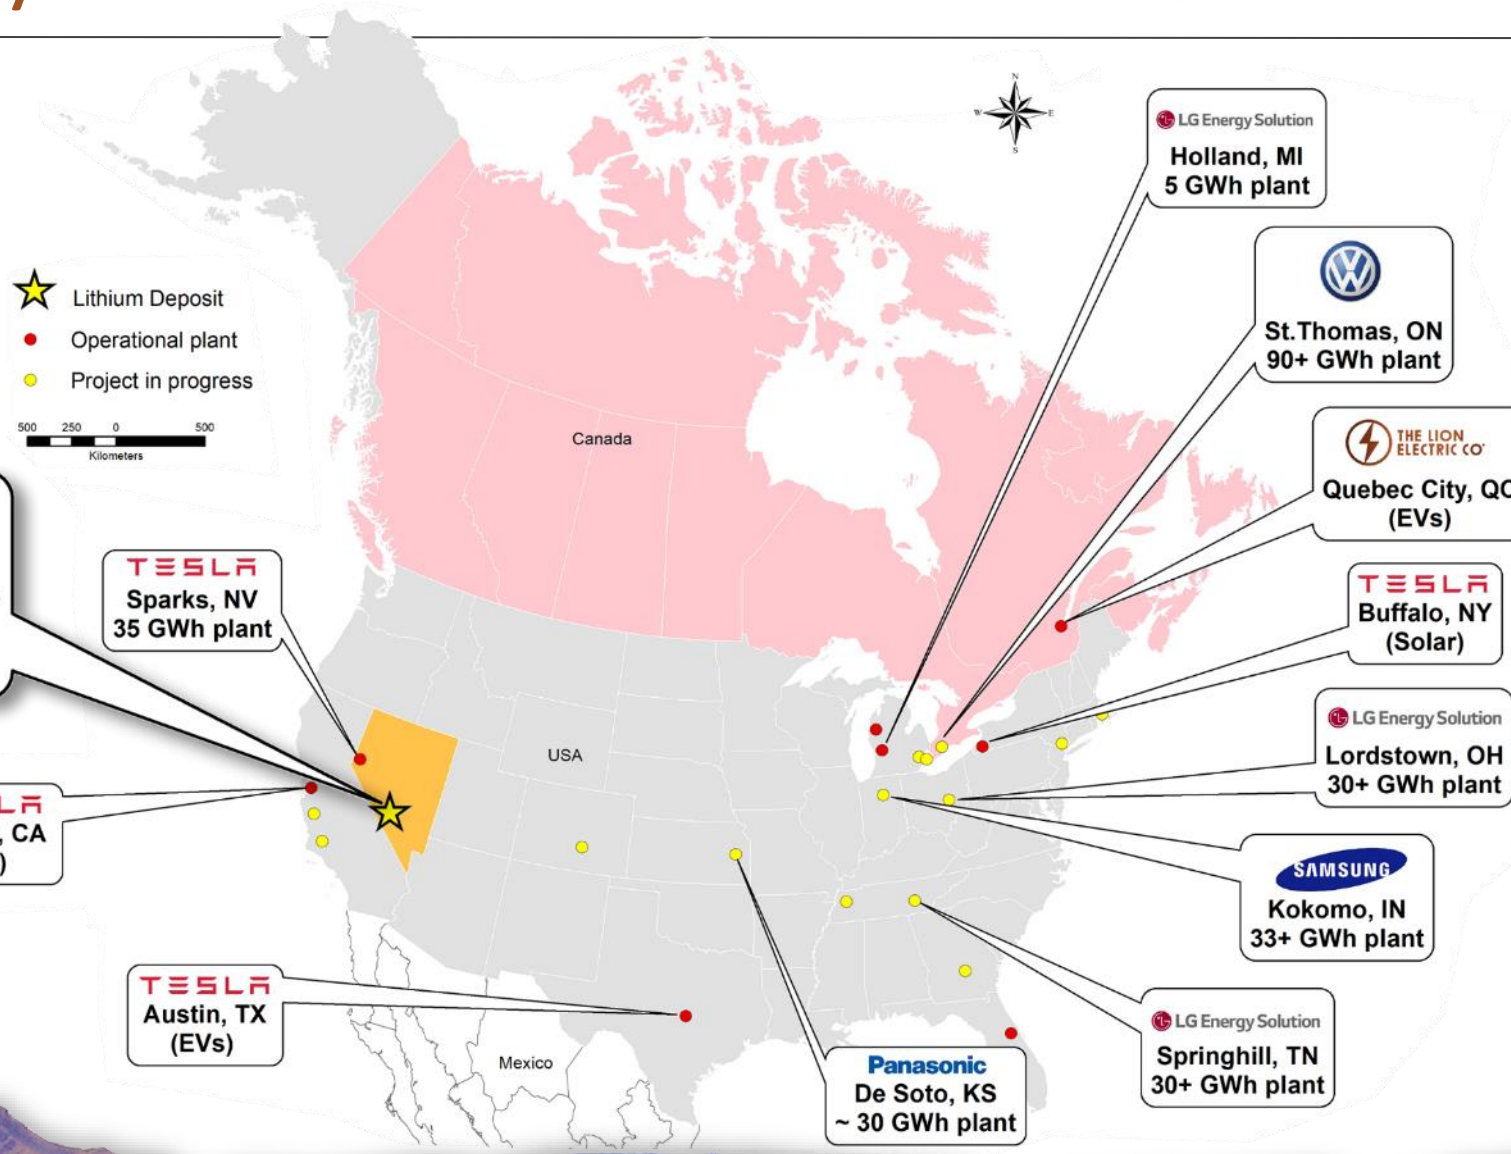 N
W
E
S
LG Energy Solution
Holland, MI
5 GWh plant
St.Thomas, ON
90+ GWh plant
Lithium Deposit
Operational plant
Project in progress
500 250 0 500
Kilometers
Canada
THE LION
ELECTRIC CO
Quebec City, QC
(EVs)
TESLA
Sparks, NV
35 GWh plant
TESLA
Buffalo, NY
(Solar)
LG Energy Solution
Lordstown, OH
30+ GWh plant
USA
LA
, CA
)
SAMSUNG
Kokomo, IN
33+ GWh plant
TESLA
Austin, TX
(EVs)
LG Energy Solution
Springhill, TN
30+ GWh plant
Mexico
Panasonic
De Soto, KS
~ 30 GWh plant